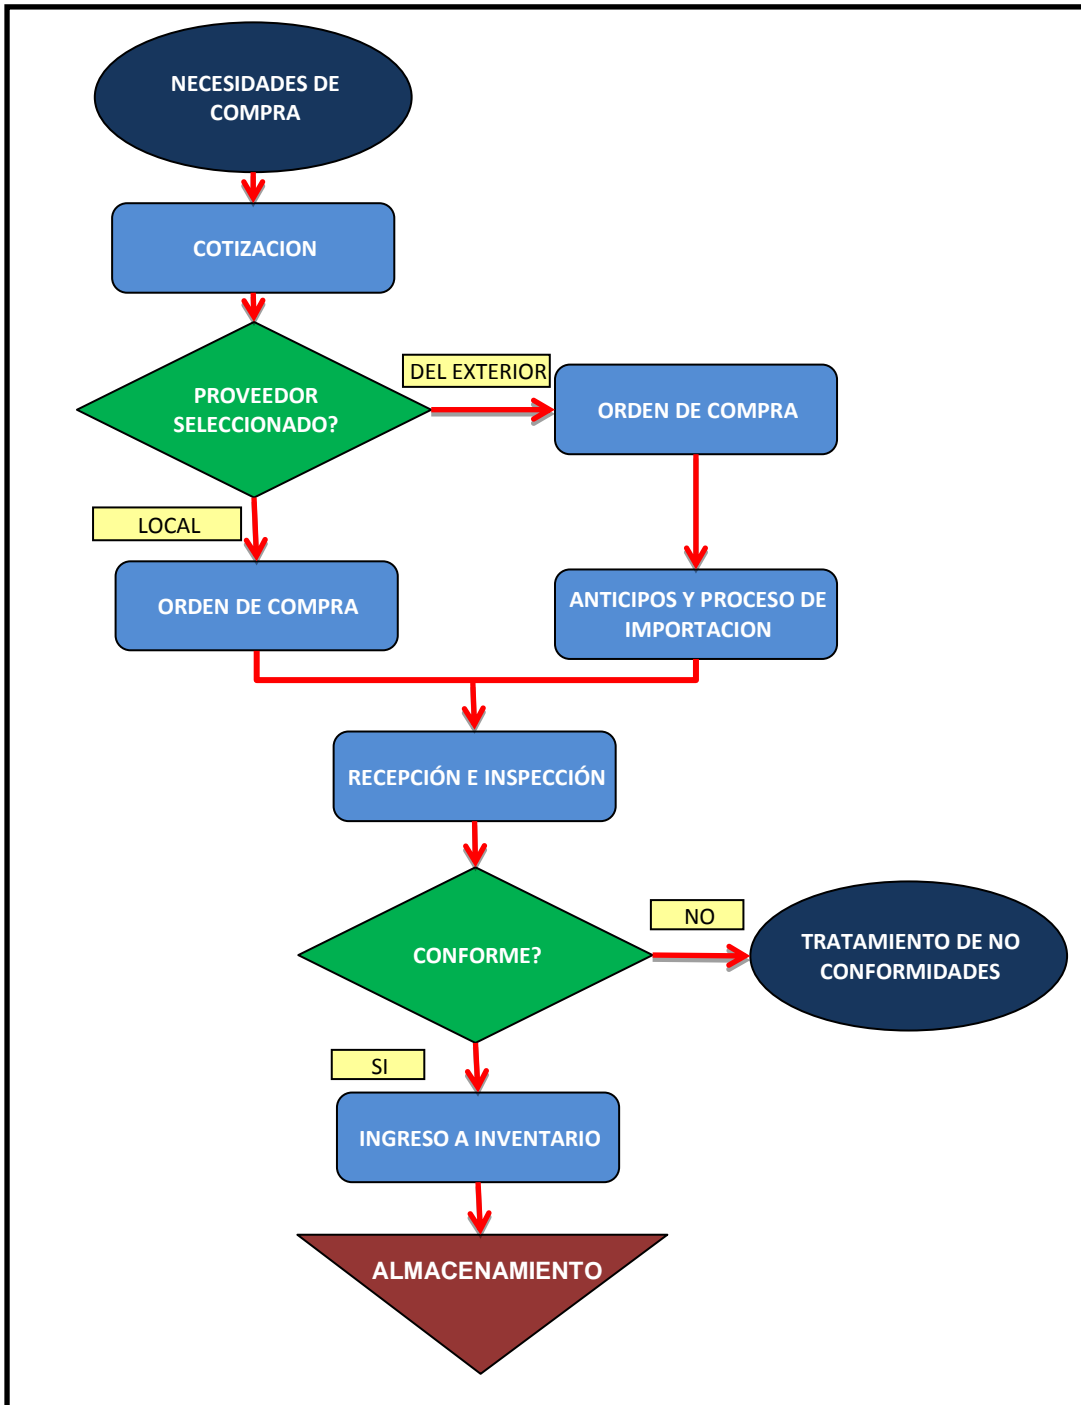 NECESIDADES DE
COMPRA
COTIZACION
PROVEEDOR
SELECCIONADO?
DEL EXTERIOR
ORDEN DE COMPRA
LOCAL
ORDEN DE COMPRA
ANTICIPOS Y PROCESO DE
IMPORTACION
RECEPCIÓN E INSPECCIÓN
CONFORME?
NO
TRATAMIENTO DE NO
CONFORMIDADES
SI
INGRESO A INVENTARIO
ALMACENAMIENTO